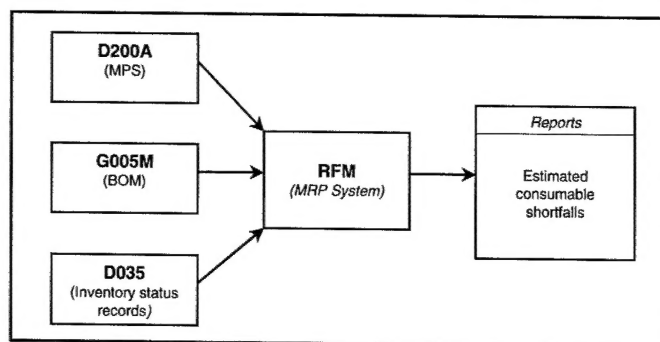 D200A
(MPS)
G005M
(BOM)
D035
(Inventory status
records)
RFM
(MRP System)
Reports
Estimated
consumable
shortfalls